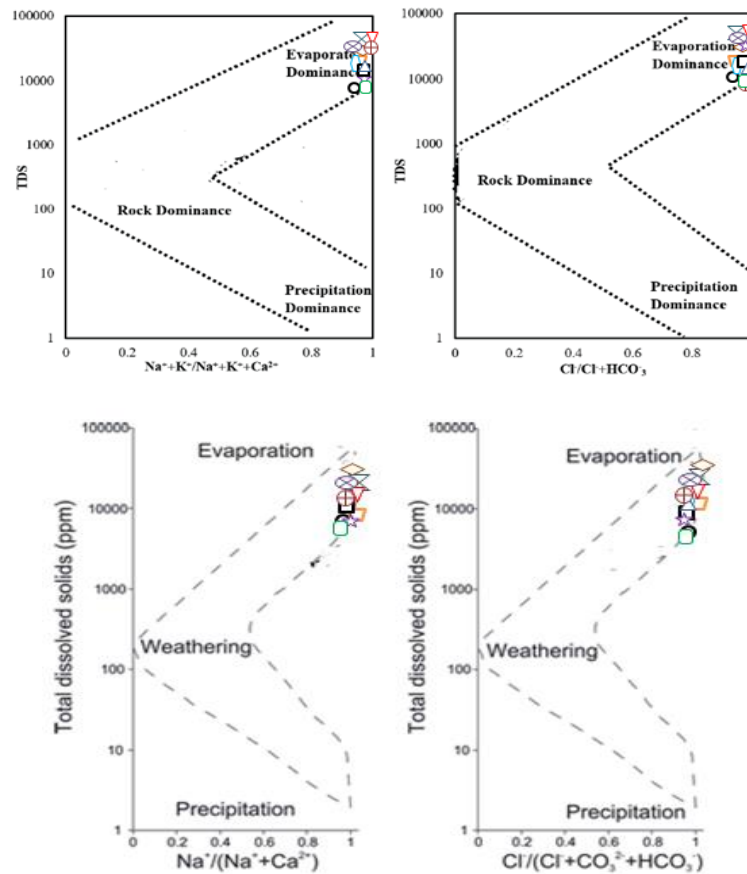 100000
10000
1000
100
10
1
TDS
Evaporate
Dominance
Rock Dominance
Precipitation
Dominance
0
0.2
0.4
0.6
0.8
1
Na⁺+K⁺/Na⁺+K⁺+Ca²⁺
100000
10000
1000
100
10
1
TDS
Evaporation
Dominance
Rock Dominance
Precipitation
Dominance
0
0.2
0.4
0.6
0.8
Cl⁻/Cl⁻+HCO⁻₃
100000
10000
1000
100
10
1
Total dissolved solids (ppm)
Evaporation
Weathering
Precipitation
0
0.2
0.4
0.6
0.8
1
Na⁺/(Na⁺+Ca²⁺)
100000
10000
1000
100
10
1
Total dissolved solids (ppm)
Evaporation
Weathering
Precipitation
0
0.2
0.4
0.6
0.8
1
Cl⁻/(Cl⁻+CO₃²⁻+HCO₃⁻)